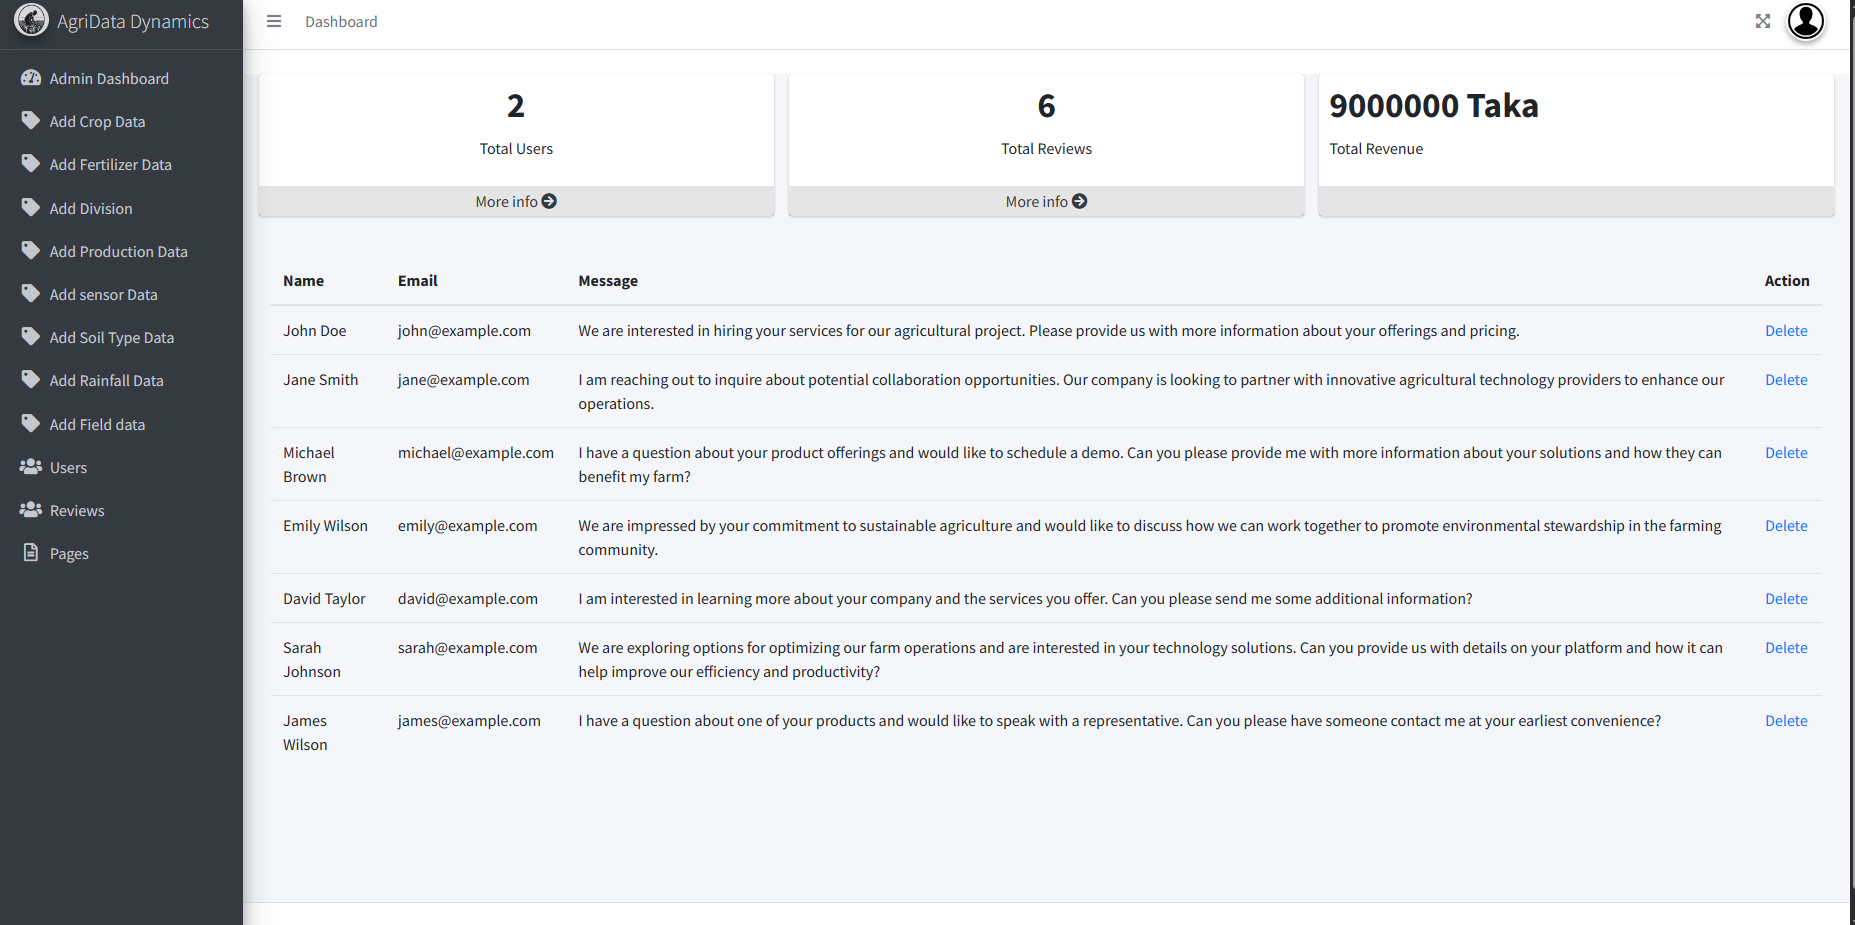 AgriData Dynamics
Dashboard
Admin Dashboard
Add Crop Data
Add Fertilizer Data
Add Division
Add Production Data
Add sensor Data
Add Soil Type Data
Add Rainfall Data
Add Field data
Users
Reviews
Pages
2
Total Users
More info
6
Total Reviews
More info
9000000 Taka
Total Revenue
Name Email Message Action
John Doe john@example.com We are interested in hiring your services for our agricultural project. Please provide us with more information about your offerings and pricing. Delete
Jane Smith jane@example.com I am reaching out to inquire about potential collaboration opportunities. Our company is looking to partner with innovative agricultural technology providers to enhance our Delete
operations.
Michael michael@example.com I have a question about your product offerings and would like to schedule a demo. Can you please provide me with more information about your solutions and how they can Delete
Brown benefit my farm?
Emily Wilson emily@example.com We are impressed by your commitment to sustainable agriculture and would like to discuss how we can work together to promote environmental stewardship in the farming Delete
community.
David Taylor david@example.com I am interested in learning more about your company and the services you offer. Can you please send me some additional information? Delete
Sarah sarah@example.com We are exploring options for optimizing our farm operations and are interested in your technology solutions. Can you provide us with details on your platform and how it can Delete
Johnson help improve our efficiency and productivity?
James james@example.com I have a question about one of your products and would like to speak with a representative. Can you please have someone contact me at your earliest convenience? Delete
Wilson